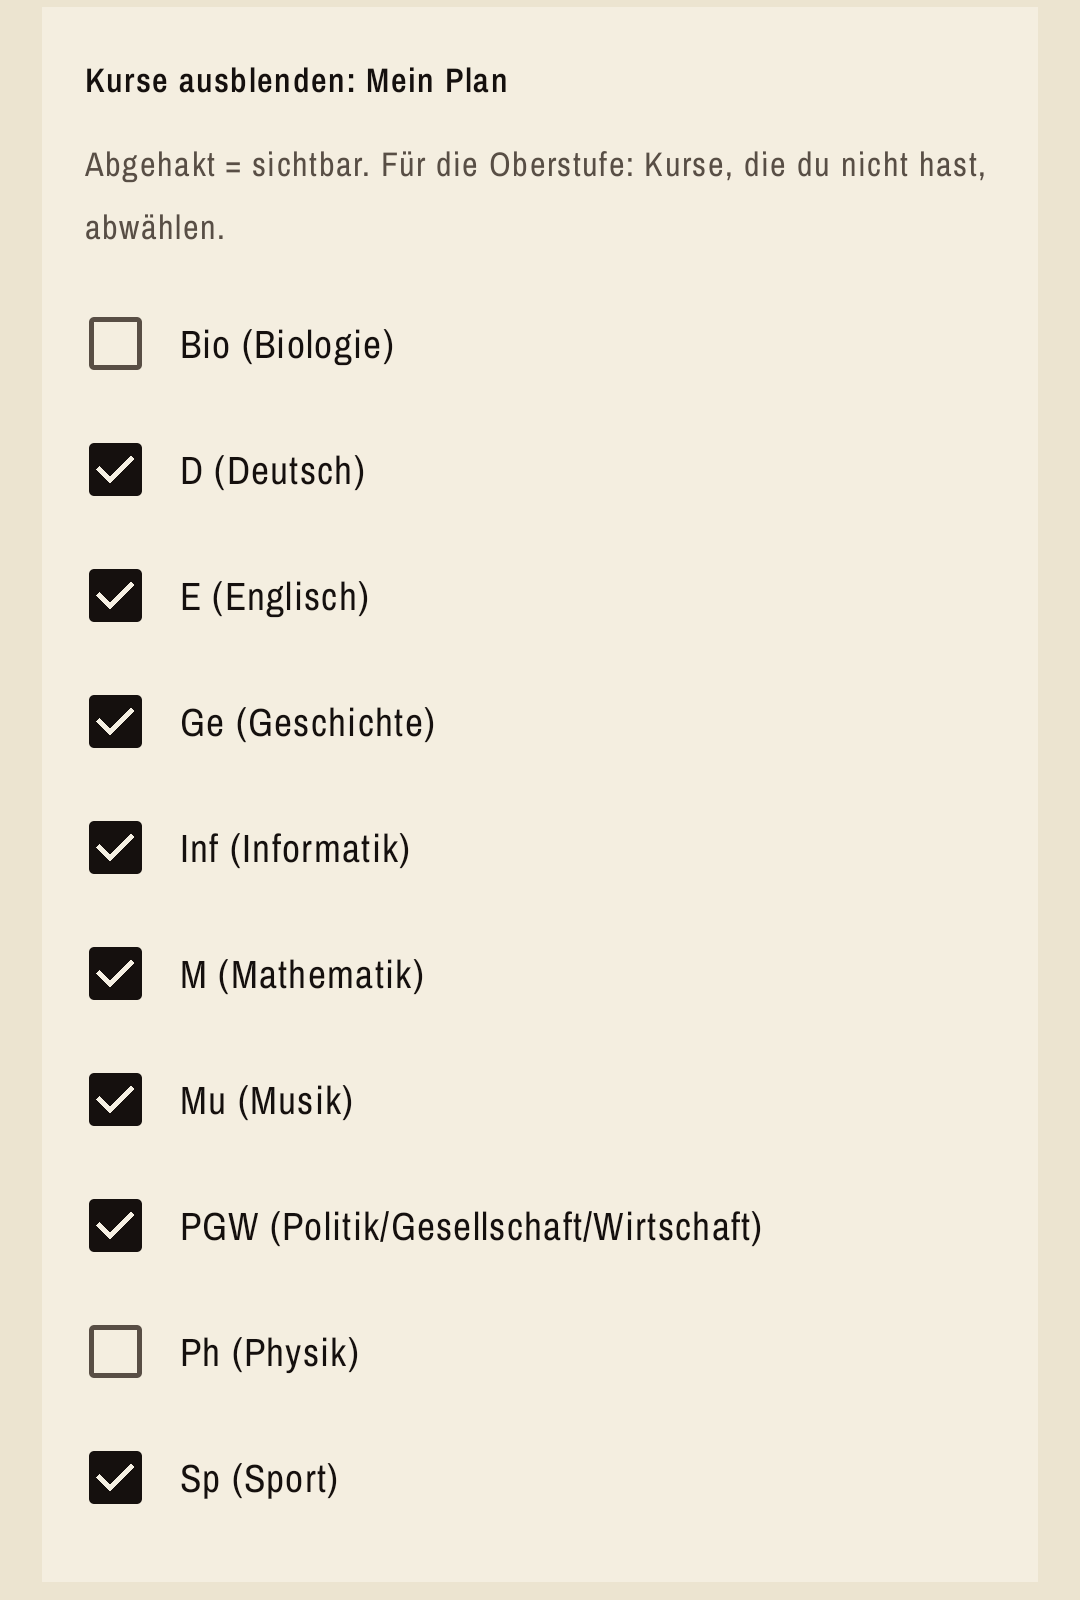 Kurse ausblenden: Mein Plan
Abgehakt = sichtbar. Für die Oberstufe: Kurse, die du nicht hast,
abwählen.
Bio (Biologie)
D (Deutsch)
E (Englisch)
Ge (Geschichte)
Inf (Informatik)
M (Mathematik)
Mu (Musik)
PGW (Politik/Gesellschaft/Wirtschaft)
Ph (Physik)
Sp (Sport)